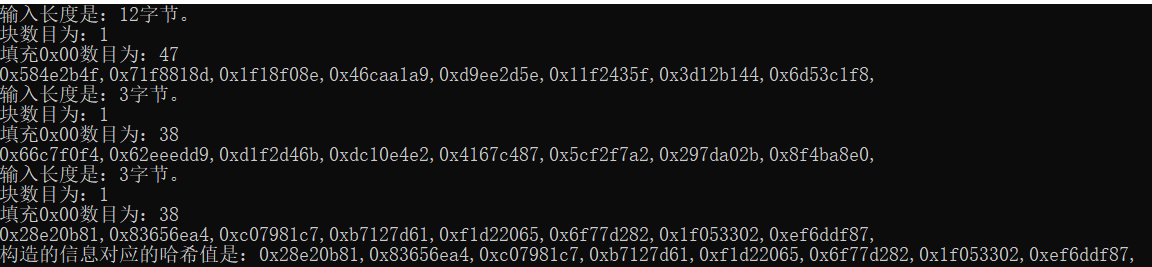 输入长度是：12字节。
块数目为：1
填充0x00数目为：47
0x584e2b4f,0x71f8818d,0x1f18f08e,0x46caa1a9,0xd9ee2d5e,0x11f2435f,0x3d12b144,0x6d53c1f8,
输入长度是：3字节。
块数目为：1
填充0x00数目为：38
0x66c7f0f4,0x62eeedd9,0xd1f2d46b,0xdc10e4e2,0x4167c487,0x5cf2f7a2,0x297da02b,0x8f4ba8e0,
输入长度是：3字节。
块数目为：1
填充0x00数目为：38
0x28e20b81,0x83656ea4,0xc07981c7,0xb7127d61,0xf1d22065,0x6f77d282,0x1f053302,0xef6ddf87,
构造的信息对应的哈希值是：0x28e20b81,0x83656ea4,0xc07981c7,0xb7127d61,0xf1d22065,0x6f77d282,0x1f053302,0xef6ddf87,